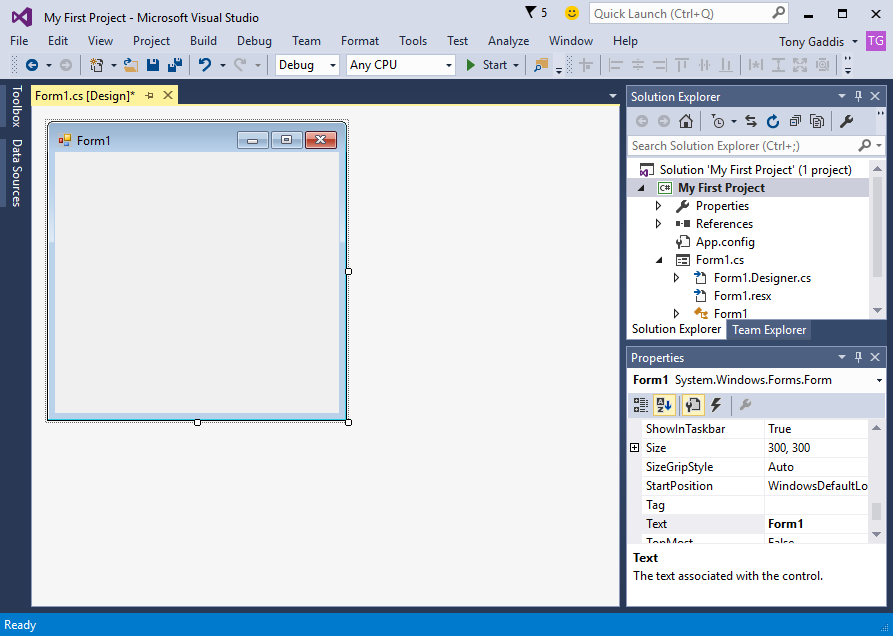 My First Project - Microsoft Visual Studio
5
Quick Launch (Ctrl+Q)
File Edit View Project Build Debug Team Format Tools Test Analyze Window Help
Tony Gaddis
TG
Debug
Any CPU
Start
Toolbox
Data Sources
Form1.cs [Design]*
Form1
Solution Explorer
Search Solution Explorer (Ctrl+;)
Solution 'My First Project' (1 project)
C# My First Project
Properties
References
App.config
Form1.cs
Form1.Designer.cs
Form1.resx
Form1
Solution Explorer Team Explorer
Properties
Form1 System.Windows.Forms.Form
ShowInTaskbar True
Size 300, 300
SizeGripStyle Auto
StartPosition WindowsDefaultLo
Tag
Text Form1
TopMost False
Text
The text associated with the control.
Ready